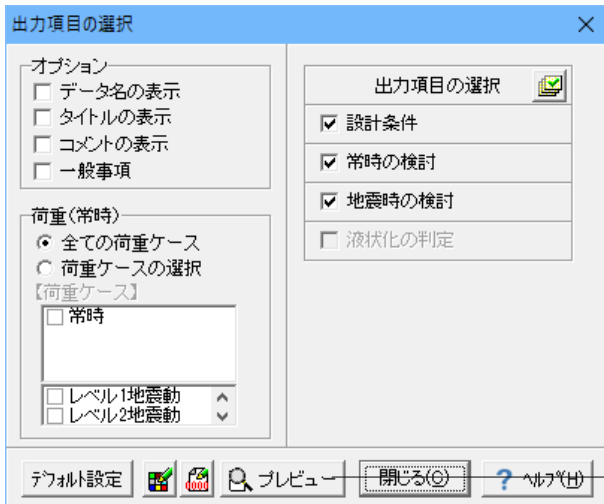 出力項目の選択
オプション
データ名の表示
タイトルの表示
コメントの表示
一般事項
荷重(常時)
全ての荷重ケース
荷重ケースの選択
【荷重ケース】
常時
レベル1地震動
レベル2地震動
出力項目の選択
設計条件
常時の検討
地震時の検討
液状化の判定
デフォルト設定
プレビュー
閉じる(C)
? ヘルプ(H)